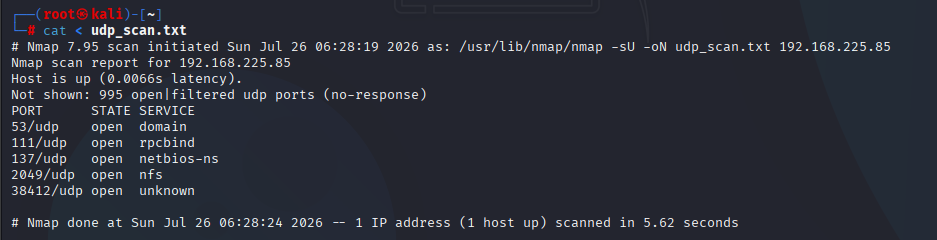 ┌──(root㉿kali)-[~]
└─# cat < udp_scan.txt
# Nmap 7.95 scan initiated Sun Jul 26 06:28:19 2026 as: /usr/lib/nmap/nmap -sU -oN udp_scan.txt 192.168.225.85
Nmap scan report for 192.168.225.85
Host is up (0.0066s latency).
Not shown: 995 open|filtered udp ports (no-response)
PORT      STATE SERVICE
53/udp    open  domain
111/udp   open  rpcbind
137/udp   open  netbios-ns
2049/udp  open  nfs
38412/udp open  unknown

# Nmap done at Sun Jul 26 06:28:24 2026 -- 1 IP address (1 host up) scanned in 5.62 seconds